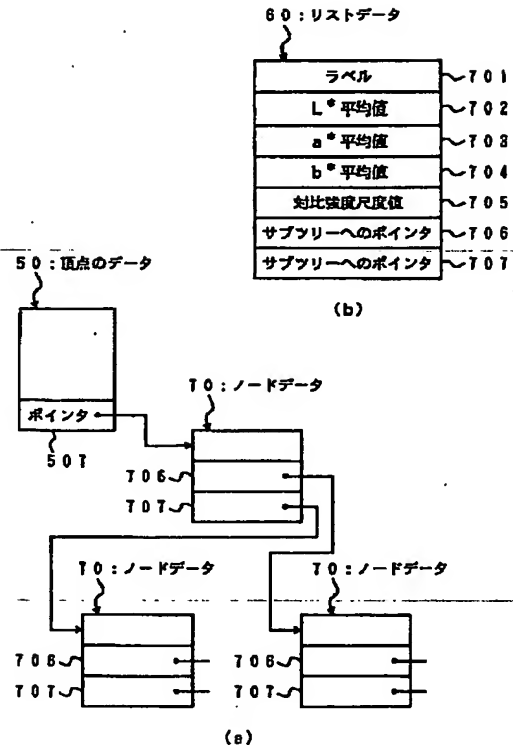 60:リストデータ
ラベル 701
L*平均値 702
a*平均値 703
b*平均値 704
対比強度尺度値 705
サブツリーへのポインタ 706
サブツリーへのポインタ 707
(b)
50:頂点のデータ
ポインタ
507
70:ノードデータ
706
707
70:ノードデータ
706
707
70:ノードデータ
706
707
(a)